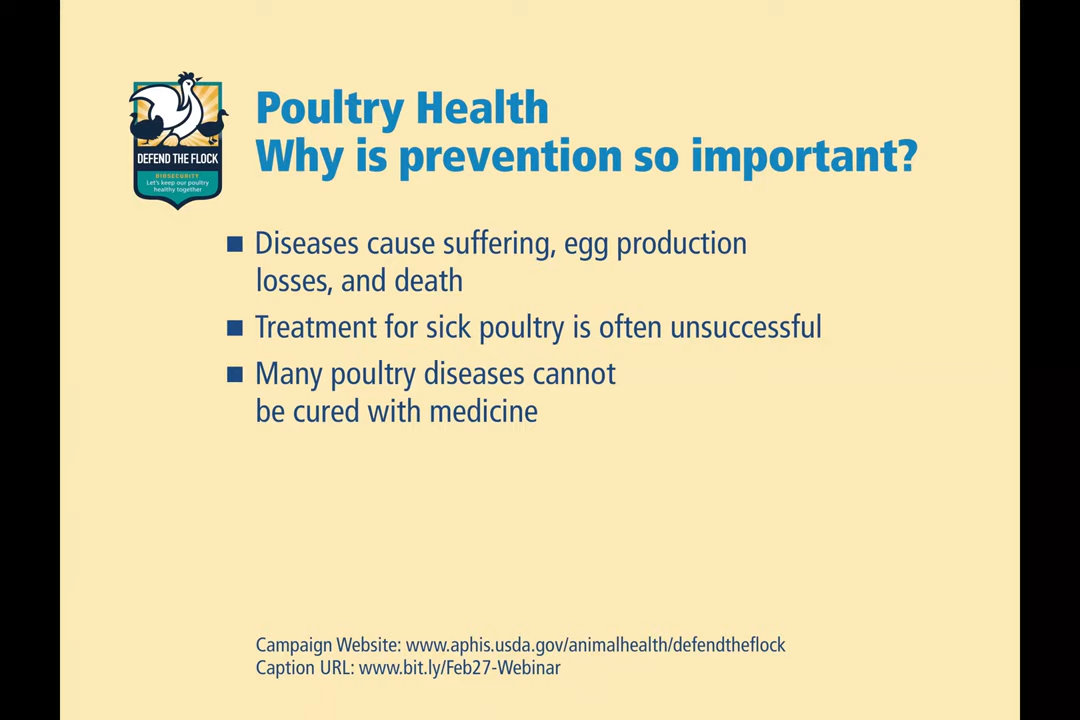 DEFEND THE FLOCK
BIOSECURITY
Let's keep our poultry
healthy together
Poultry Health
Why is prevention so important?
■ Diseases cause suffering, egg production
losses, and death
■ Treatment for sick poultry is often unsuccessful
■ Many poultry diseases cannot
be cured with medicine
Campaign Website: www.aphis.usda.gov/animalhealth/defendtheflock
Caption URL: www.bit.ly/Feb27-Webinar